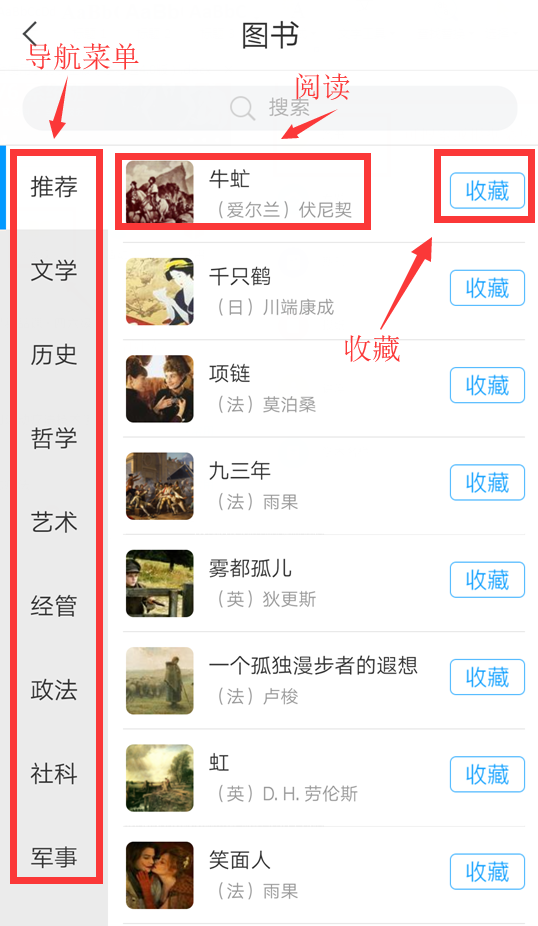 图书
导航菜单
阅读
搜索
推荐
文学
历史
哲学
艺术
经管
政法
社科
军事
牛虻
（爱尔兰）伏尼契
收藏
收藏
千只鹤
（日）川端康成
收藏
项链
（法）莫泊桑
收藏
九三年
（法）雨果
收藏
雾都孤儿
（英）狄更斯
收藏
一个孤独漫步者的遐想
（法）卢梭
收藏
虹
（英）D. H. 劳伦斯
收藏
笑面人
（法）雨果
收藏